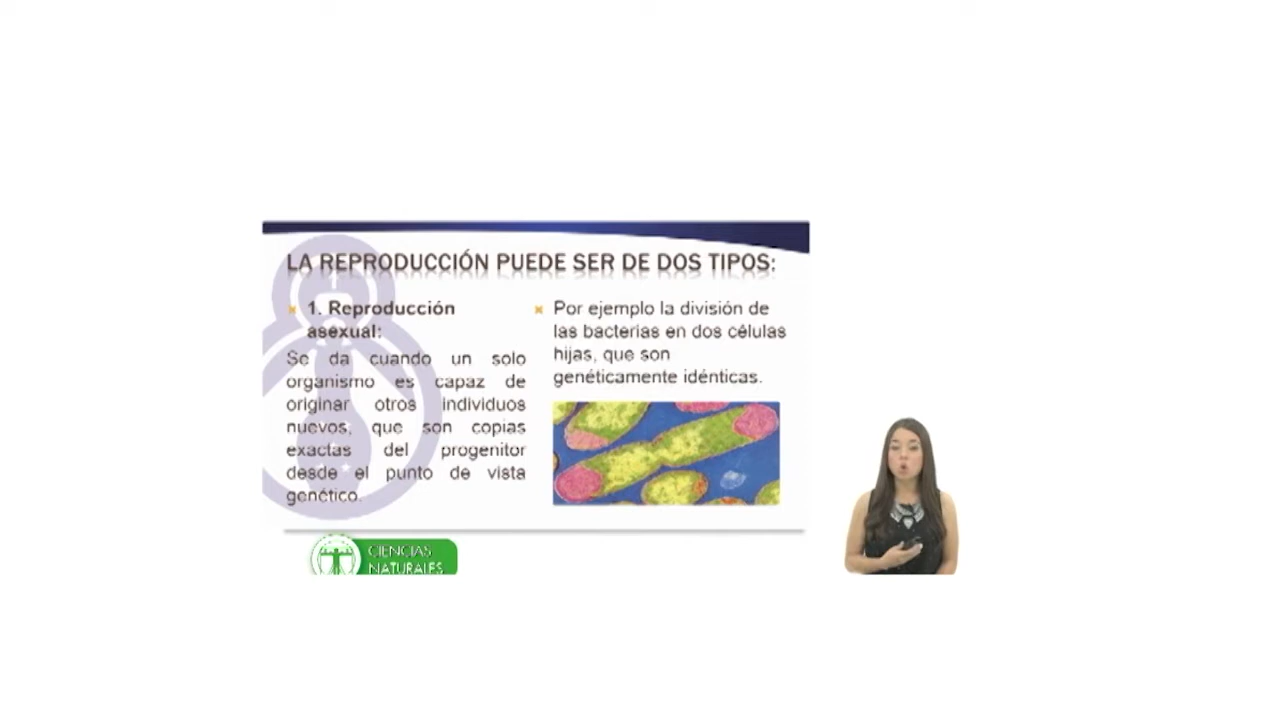 LA REPRODUCCIÓN PUEDE SER DE DOS TIPOS:
1. Reproducción
asexual:
Se da cuando un solo
organismo es capaz de
originar otros individuos
nuevos, que son copias
exactas del progenitor
desde el punto de vista
genético.
Por ejemplo la división de
las bacterias en dos células
hijas, que son
genéticamente idénticas.
CIENCIAS
NATURALES